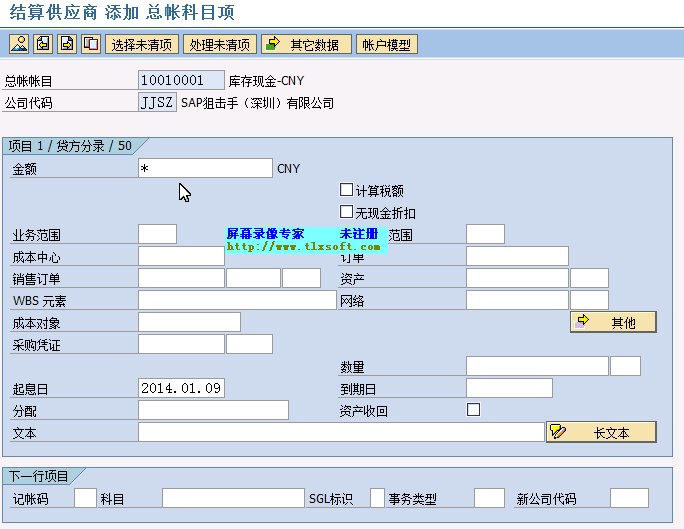 结算供应商 添加 总帐科目项
选择未清项 处理未清项 其它数据 帐户模型
总帐帐目 10010001 库存现金-CNY
公司代码 JJSZ SAP狙击手（深圳）有限公司
项目 1 / 贷方分录 / 50
金额 * CNY
计算税额
无现金折扣
业务范围 范围
屏幕录像专家 未注册
http://www.tlxsoft.com
成本中心 订单
销售订单 资产
WBS 元素 网络
成本对象 其他
采购凭证
数量
起息日 2014.01.09 到期日
分配 资产收回
文本 长文本
下一行项目
记帐码 科目 SGL标识 事务类型 新公司代码